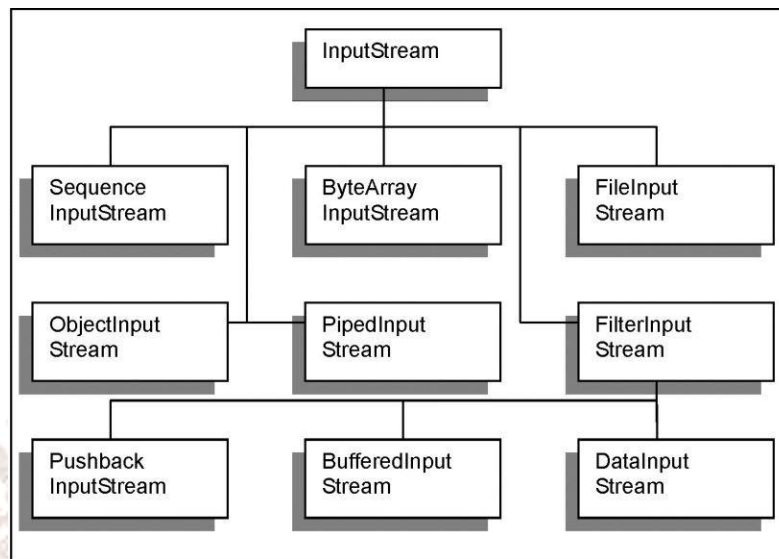 InputStream
Sequence
InputStream
ByteArray
InputStream
FileInput
Stream
ObjectInput
Stream
PipedInput
Stream
FilterInput
Stream
Pushback
InputStream
BufferedInput
Stream
DataInput
Stream